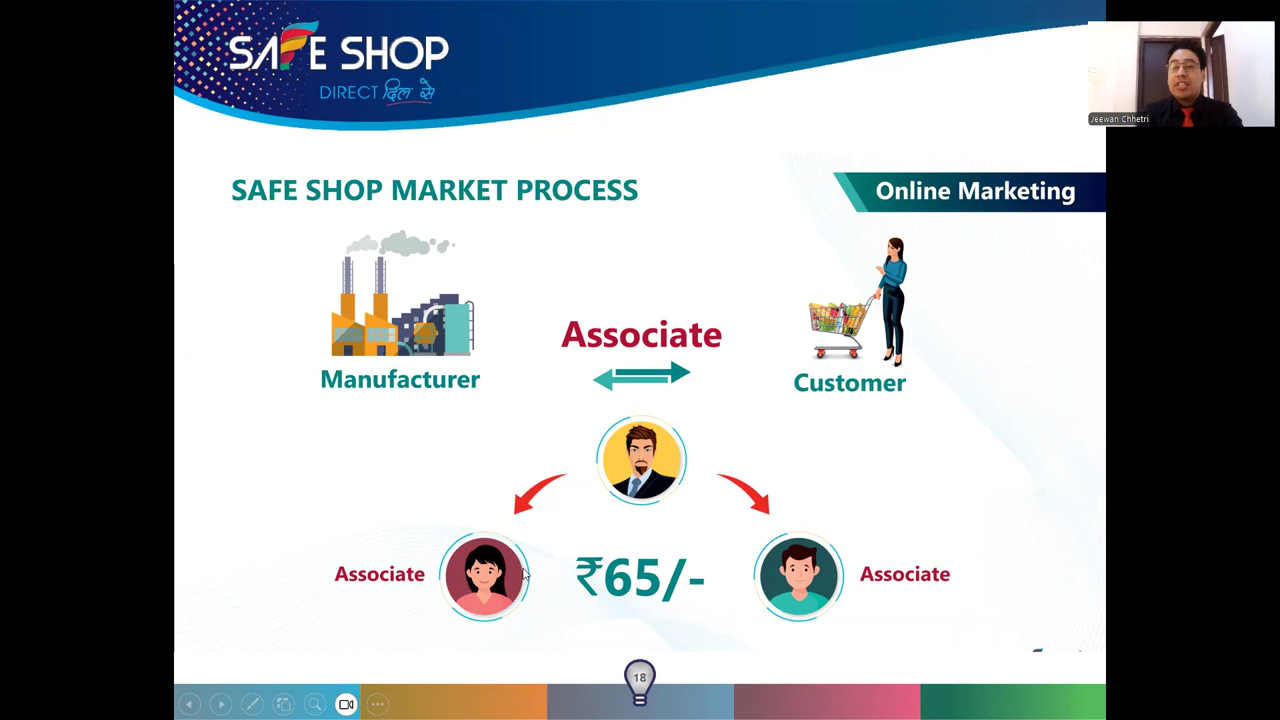 SAFE SHOP
DIRECT दिल से
Jeewan Chhetri
SAFE SHOP MARKET PROCESS
Online Marketing
Associate
Manufacturer
Customer
Associate
₹65/-
Associate
18